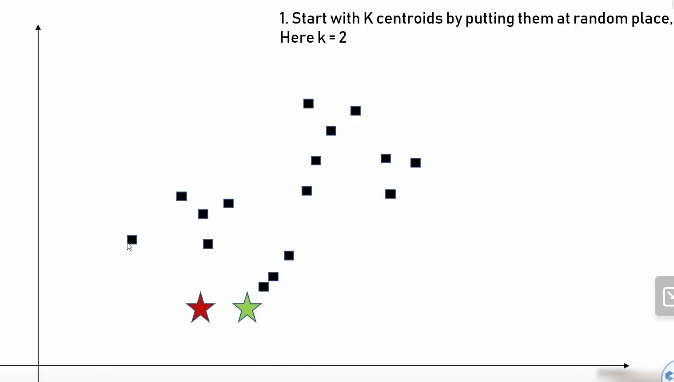 1. Start with K centroids by putting them at random place,
Here k = 2